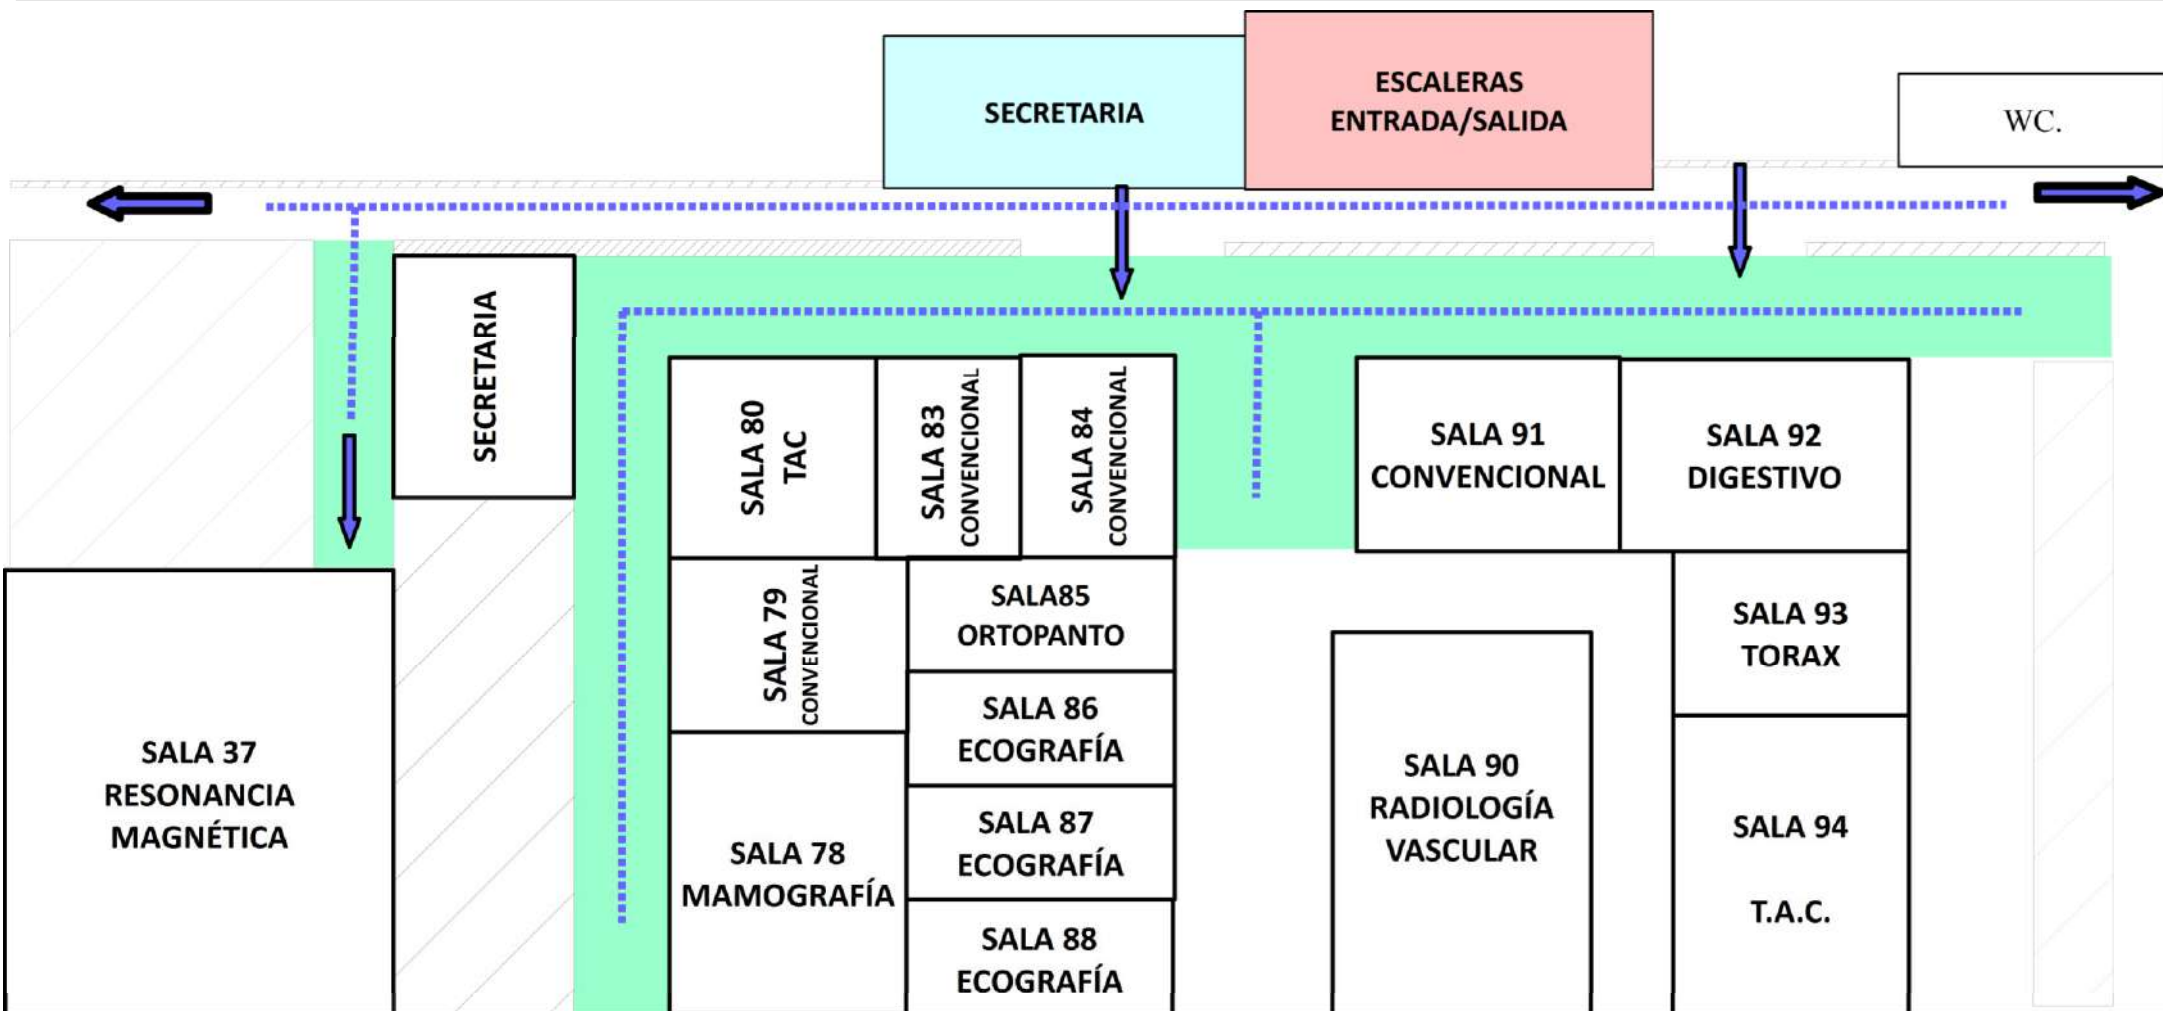 SECRETARIA
ESCALERAS
ENTRADA/SALIDA
WC.
SECRETARIA
SALA 80
TAC
SALA 83
CONVENCIONAL
SALA 84
CONVENCIONAL
SALA 91
CONVENCIONAL
SALA 92
DIGESTIVO
SALA 79
CONVENCIONAL
SALA85
ORTOPANTO
SALA 93
TORAX
SALA 86
ECOGRAFÍA
SALA 37
RESONANCIA
MAGNÉTICA
SALA 90
RADIOLOGÍA
VASCULAR
SALA 87
ECOGRAFÍA
SALA 94
T.A.C.
SALA 78
MAMOGRAFÍA
SALA 88
ECOGRAFÍA